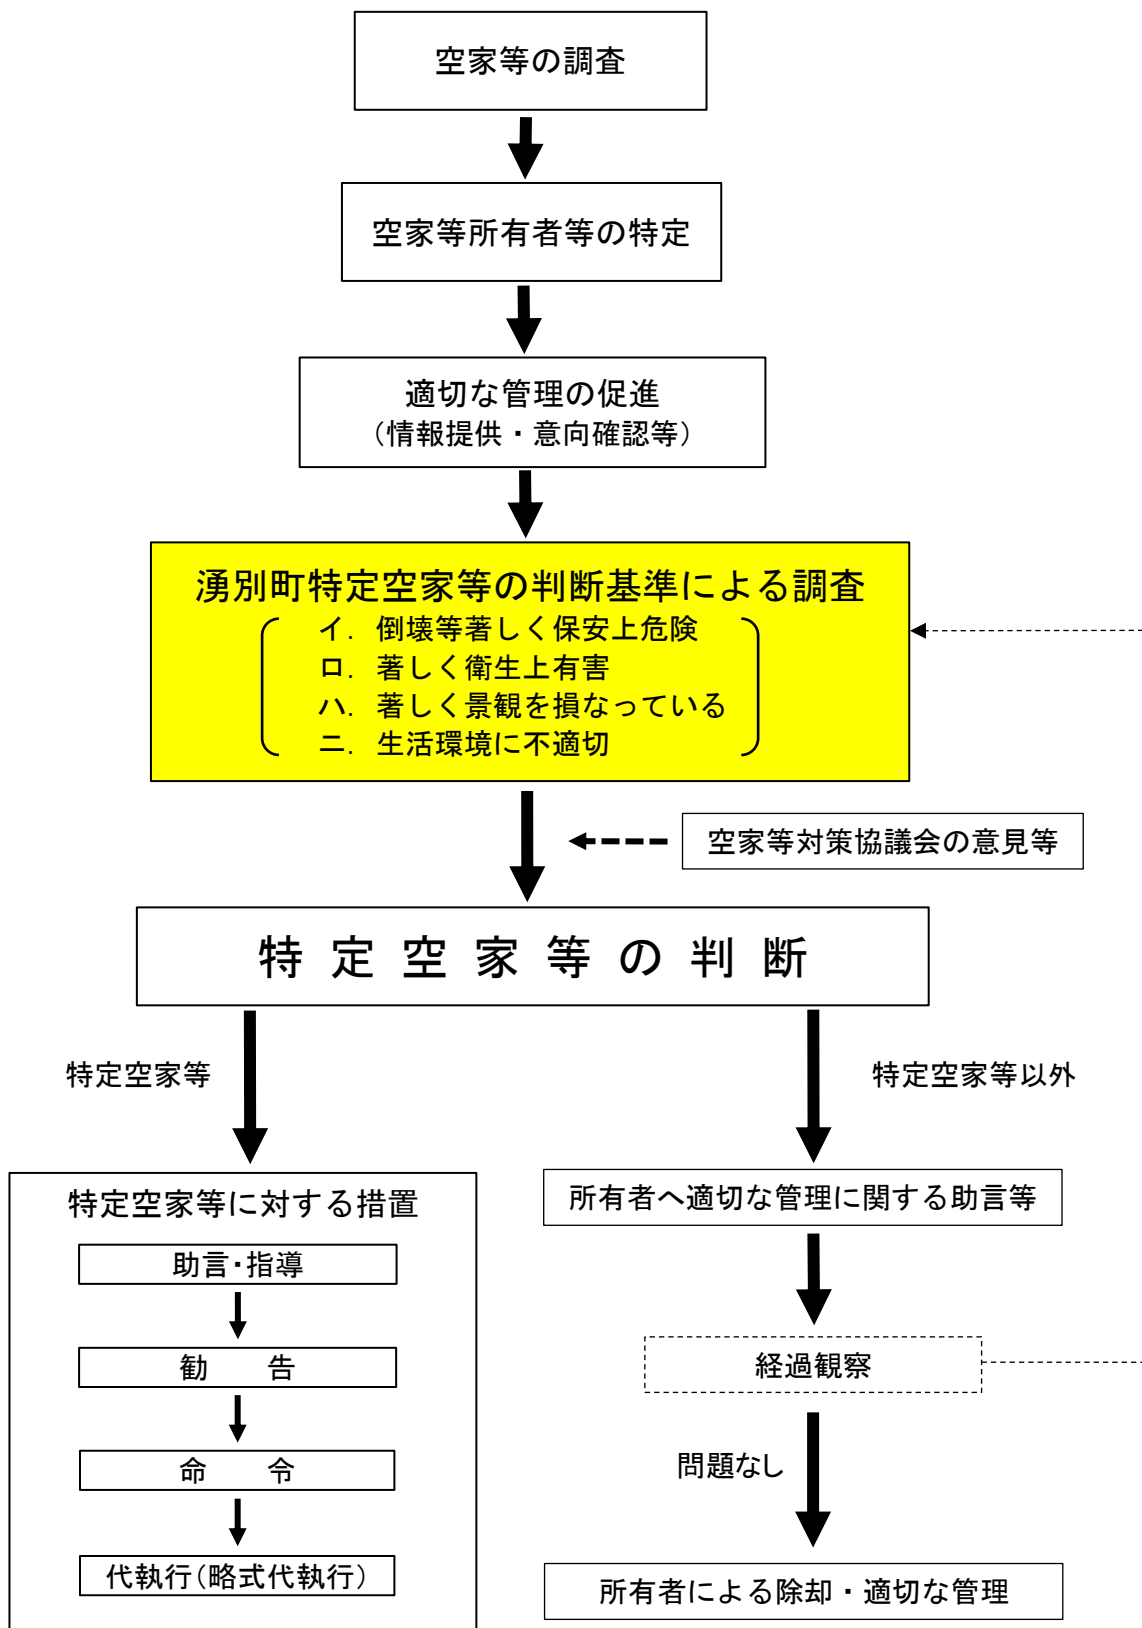 空家等の調査
空家等所有者等の特定
適切な管理の促進
（情報提供・意向確認等）
湧別町特定空家等の判断基準による調査
イ．倒壊等著しく保安上危険
ロ．著しく衛生上有害
ハ．著しく景観を損なっている
ニ．生活環境に不適切
空家等対策協議会の意見等
特定空家等の判断
特定空家等
特定空家等以外
特定空家等に対する措置
助言・指導
勧　告
命　令
代執行（略式代執行）
所有者へ適切な管理に関する助言等
経過観察
問題なし
所有者による除却・適切な管理